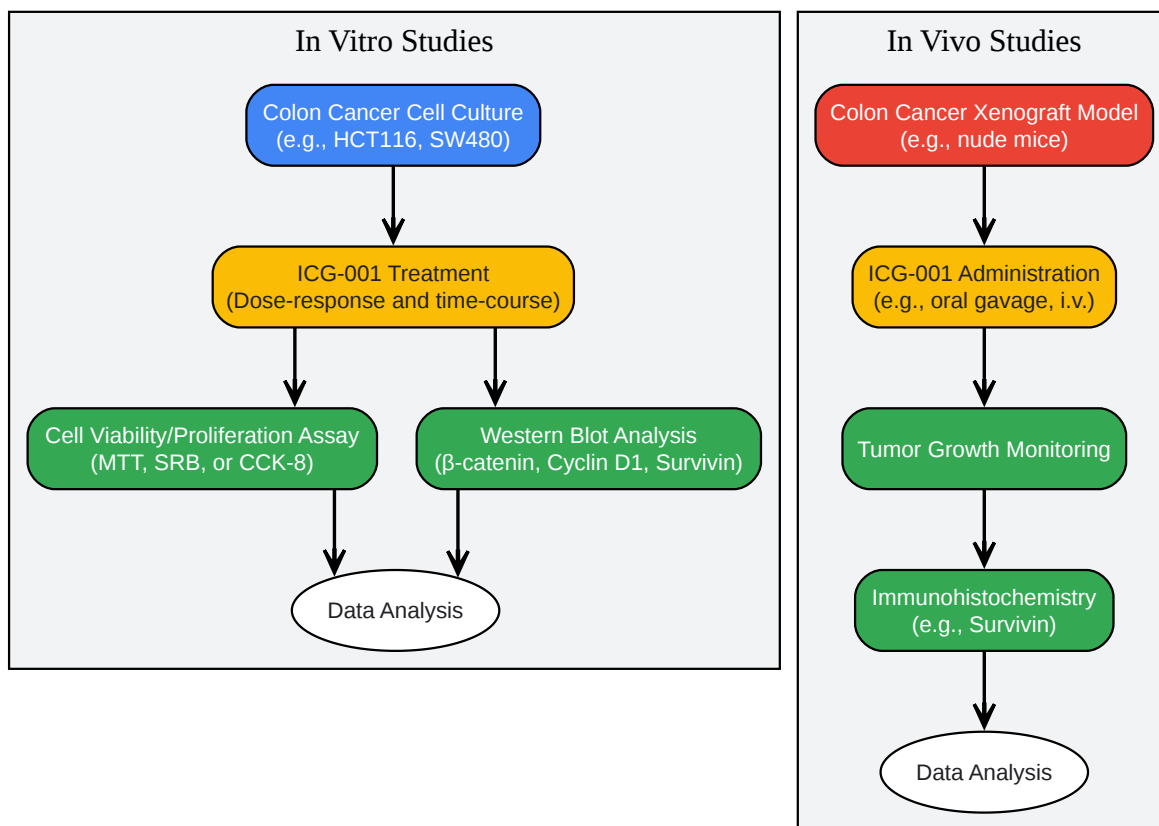 In Vitro Studies
Colon Cancer Cell Culture
(e.g., HCT116, SW480)
ICG-001 Treatment
(Dose-response and time-course)
Cell Viability/Proliferation Assay
(MTT, SRB, or CCK-8)
Western Blot Analysis
(β-catenin, Cyclin D1, Survivin)
Data Analysis
In Vivo Studies
Colon Cancer Xenograft Model
(e.g., nude mice)
ICG-001 Administration
(e.g., oral gavage, i.v.)
Tumor Growth Monitoring
Immunohistochemistry
(e.g., Survivin)
Data Analysis